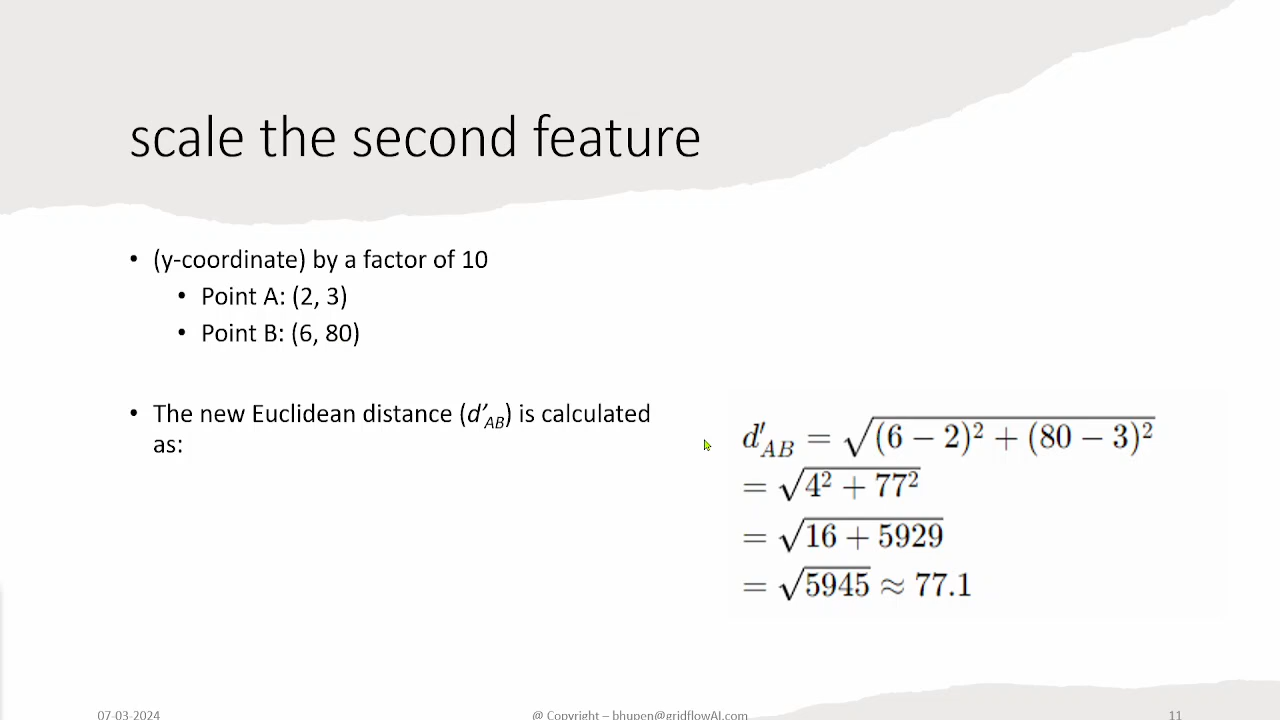 scale the second feature
• (y-coordinate) by a factor of 10
• Point A: (2, 3)
• Point B: (6, 80)
• The new Euclidean distance (d′AB) is calculated
as:
d′AB = √(6 − 2)² + (80 − 3)²
= √4² + 77²
= √16 + 5929
= √5945 ≈ 77.1
07-03-2024
@ Copyright – bhupen@gridflowAI.com
11